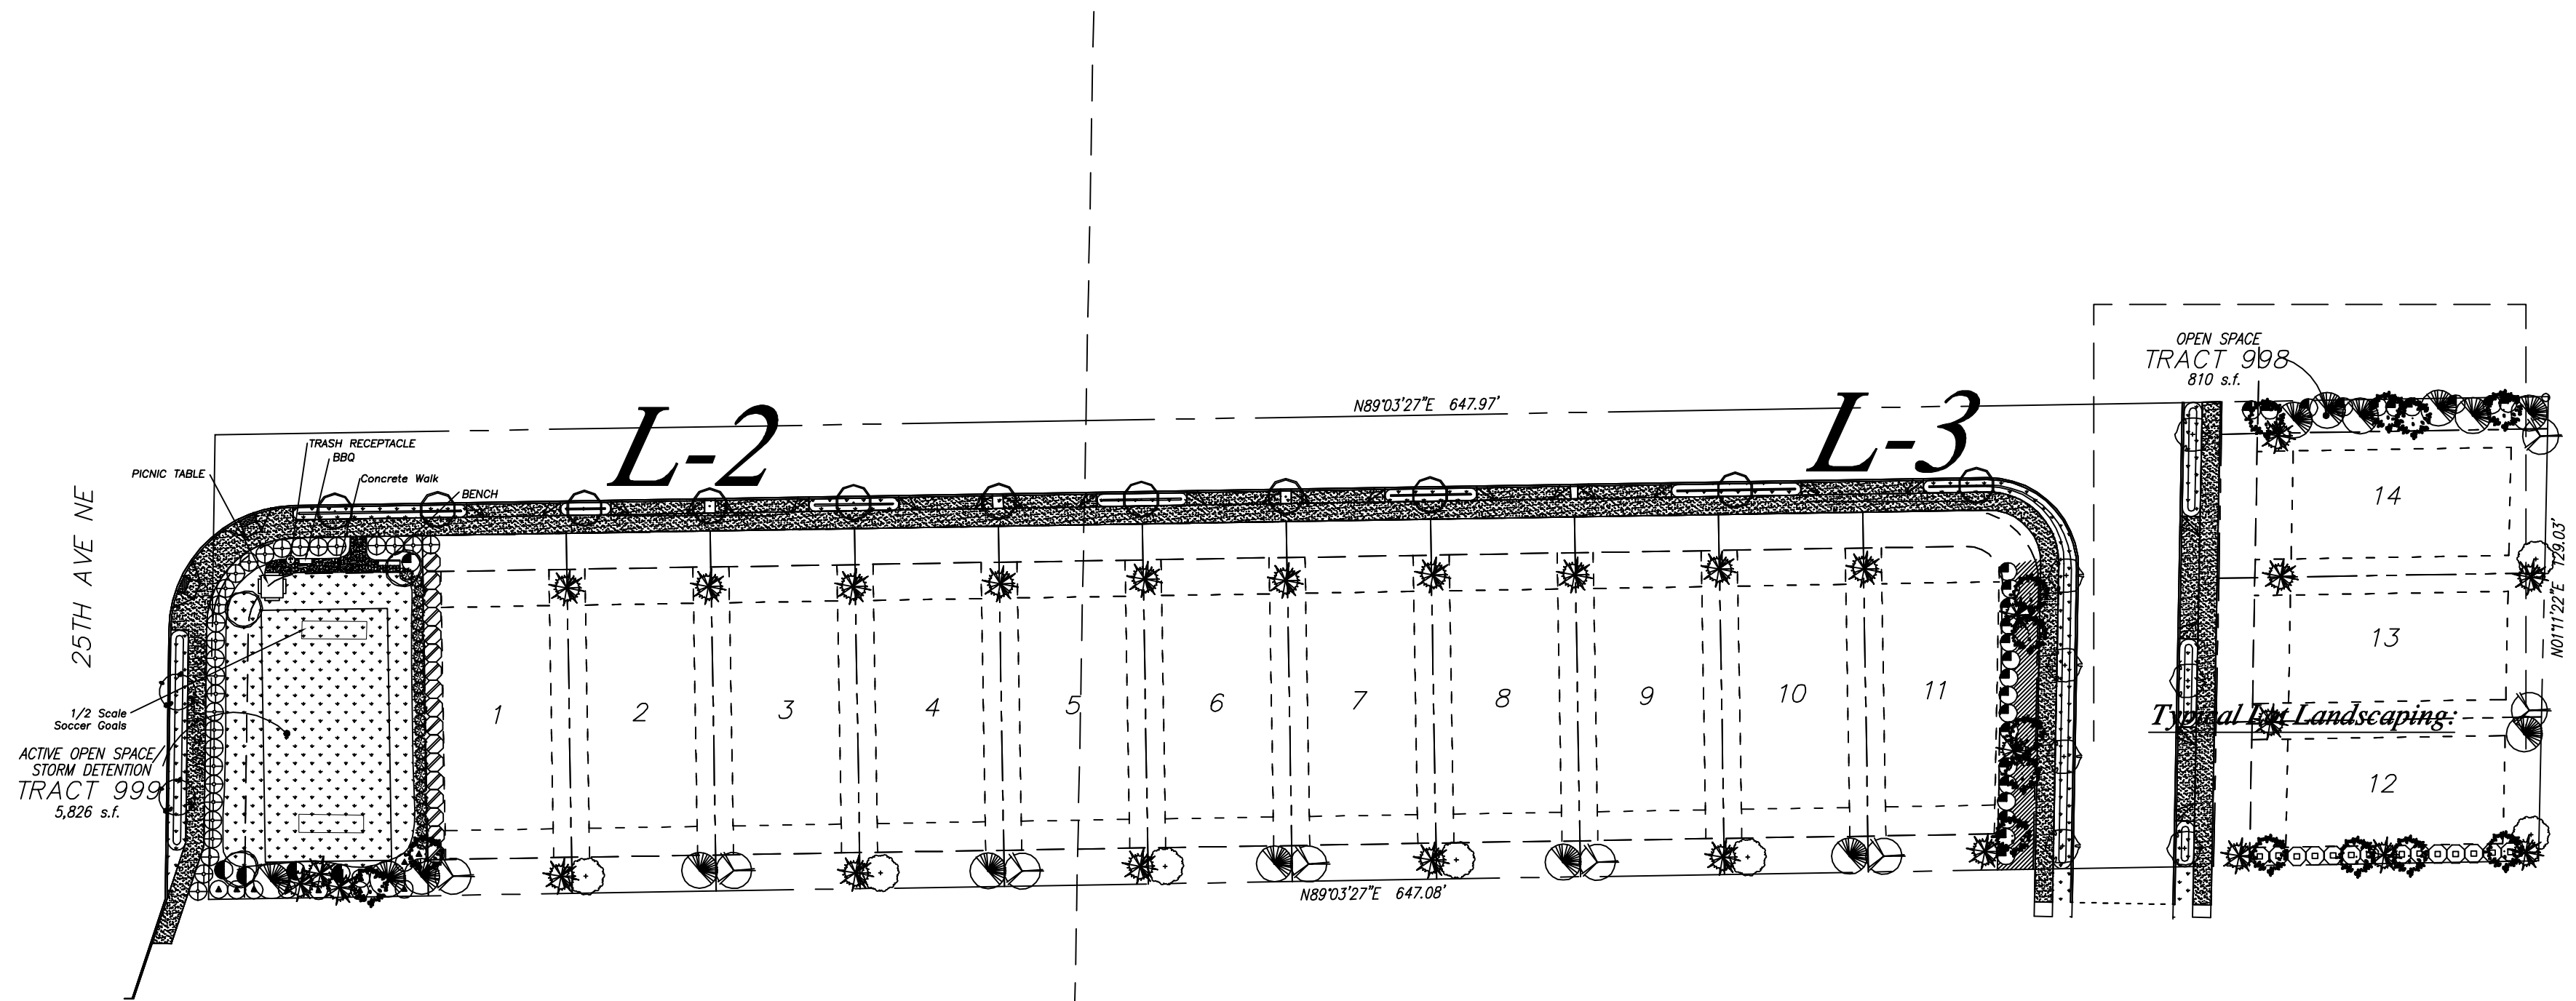 OPEN SPACE
TRACT 998
810 s.f.
L-2
L-3
N89°03'27"E 647.97'
TRASH RECEPTACLE
BBQ
PICNIC TABLE
Concrete Walk
BENCH
25TH AVE NE
14
N01°11'22"E 129.03'
13
1
2
3
4
5
6
7
8
9
10
11
1/2 Scale
Soccer Goals
Typical Lot Landscaping:
ACTIVE OPEN SPACE/
STORM DETENTION
TRACT 999
5,826 s.f.
12
N89°03'27"E 647.08'